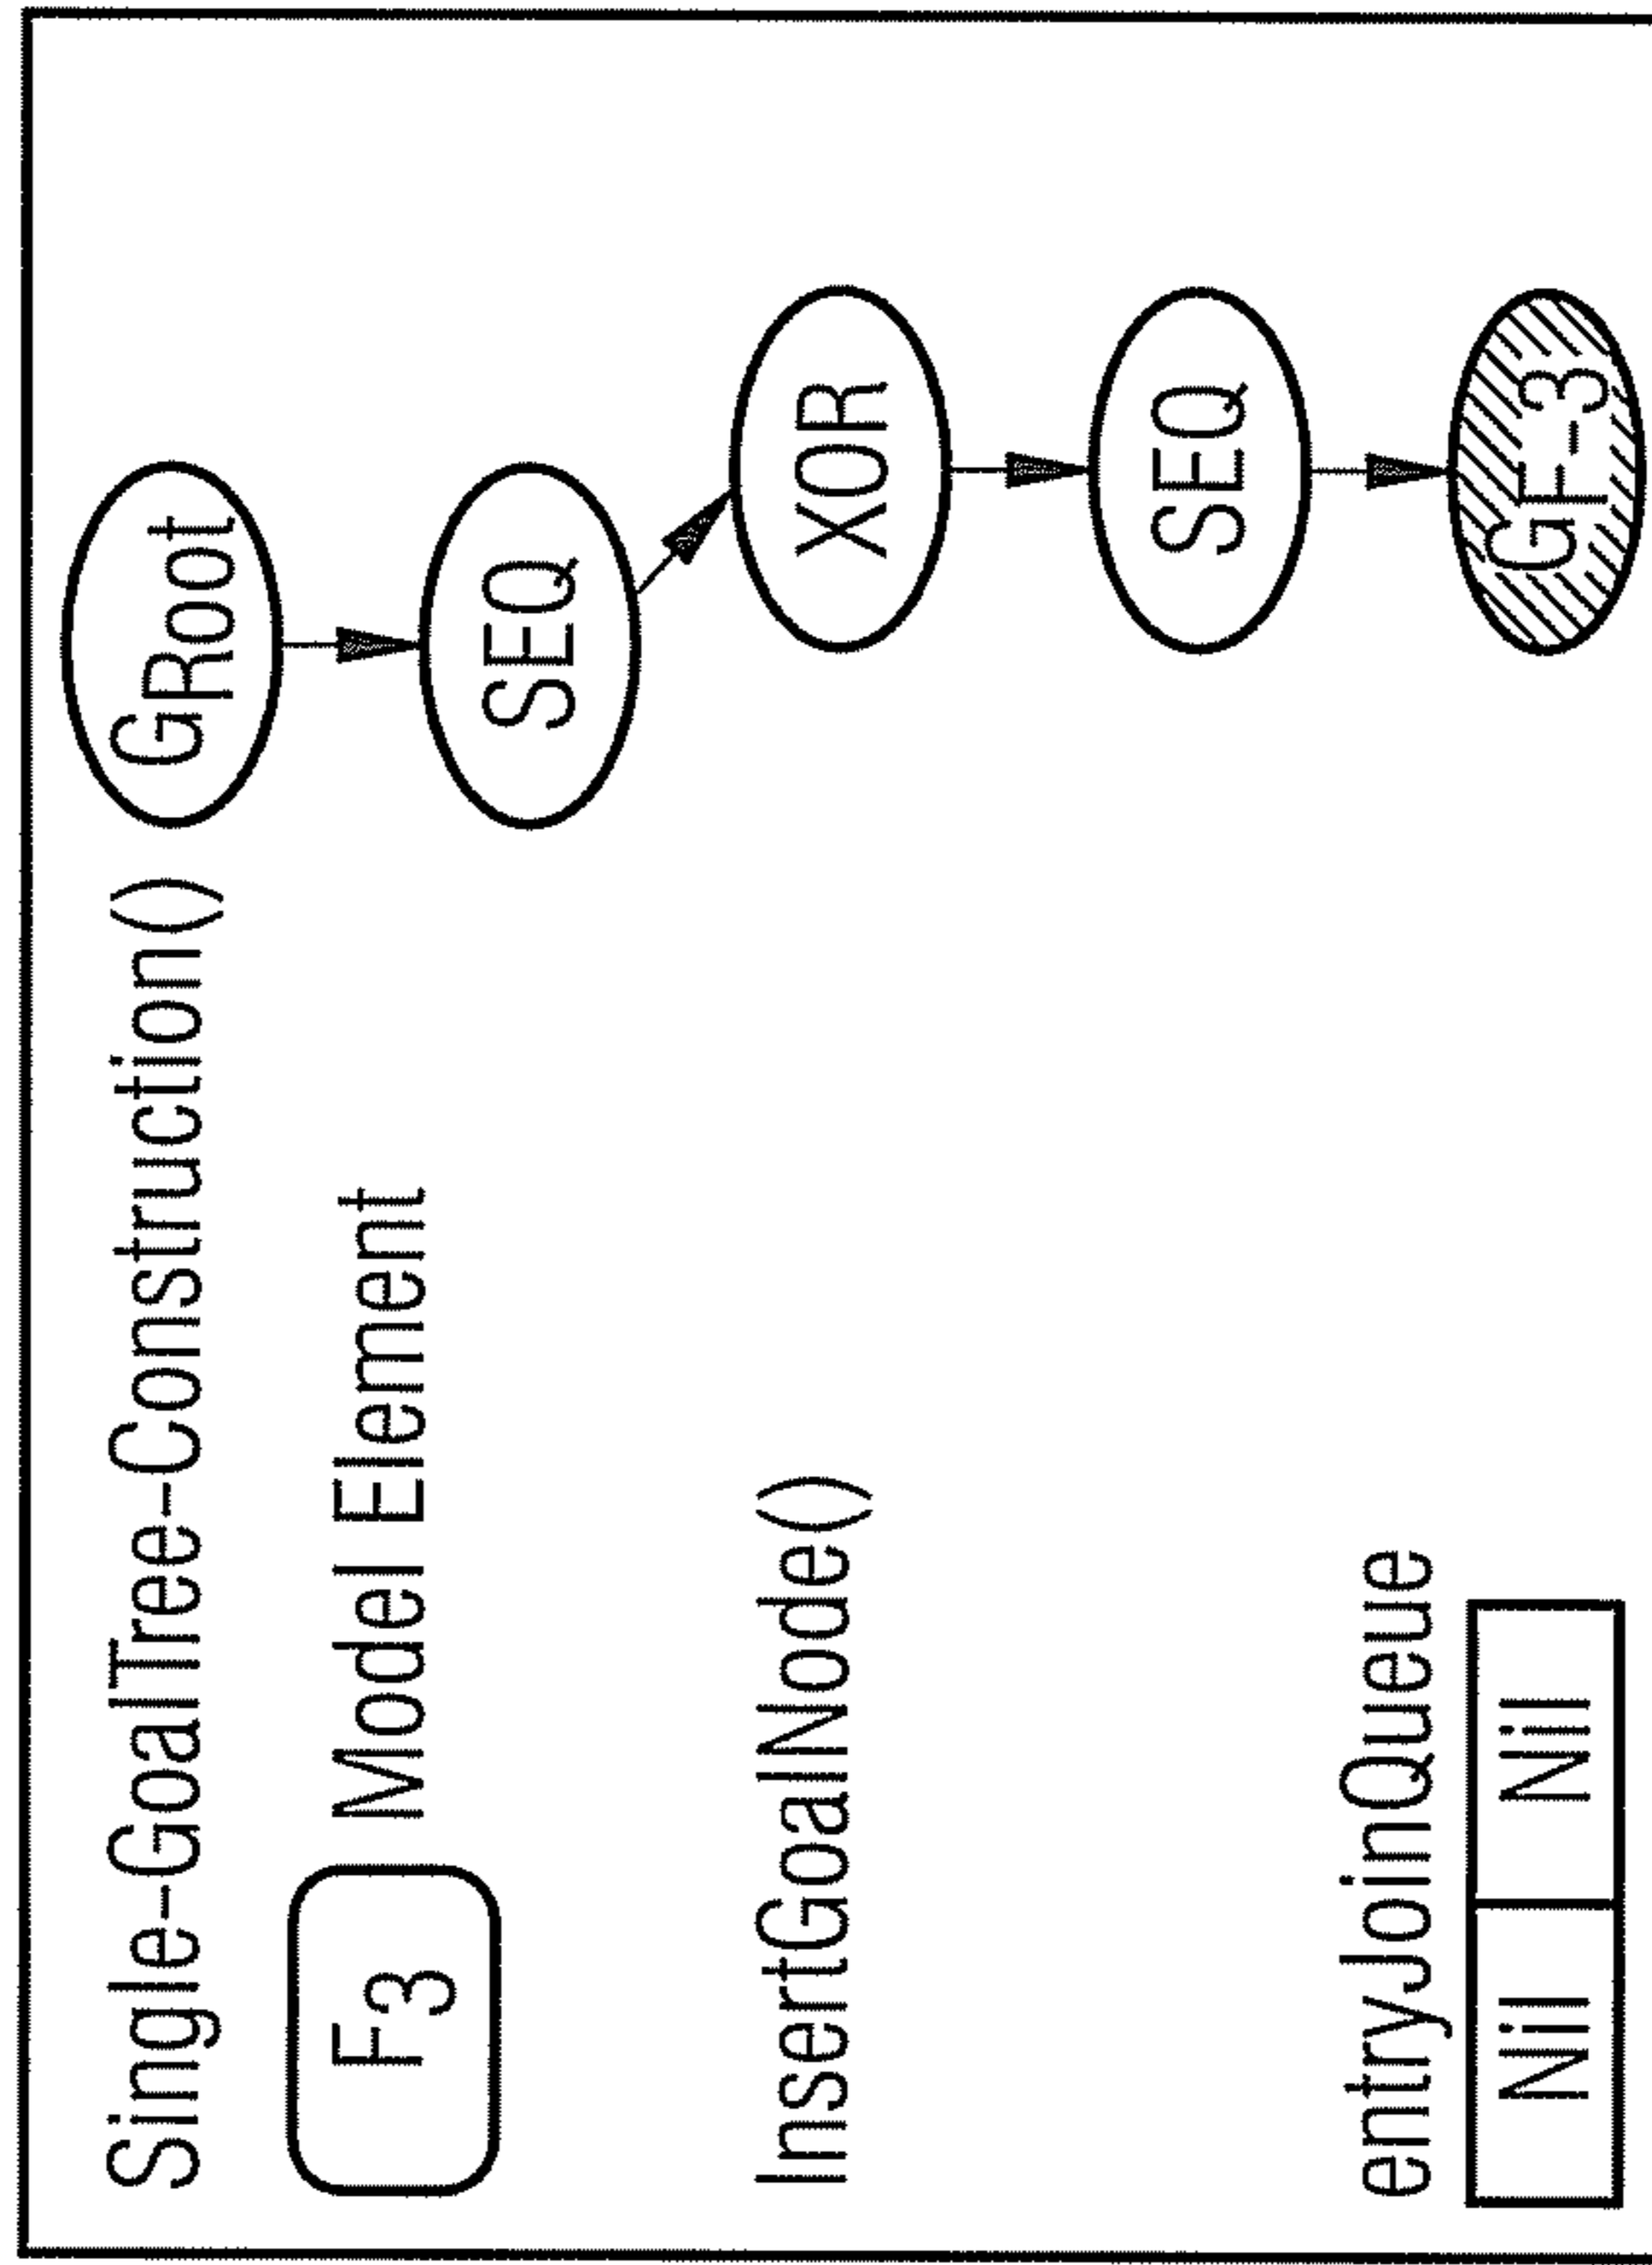 Single-GoalTree-Construction()
GRoot
F3 Model Element
SEQ
InsertGoalNode()
XOR
SEQ
entryJoinQueue
Nil Nil
GF-3